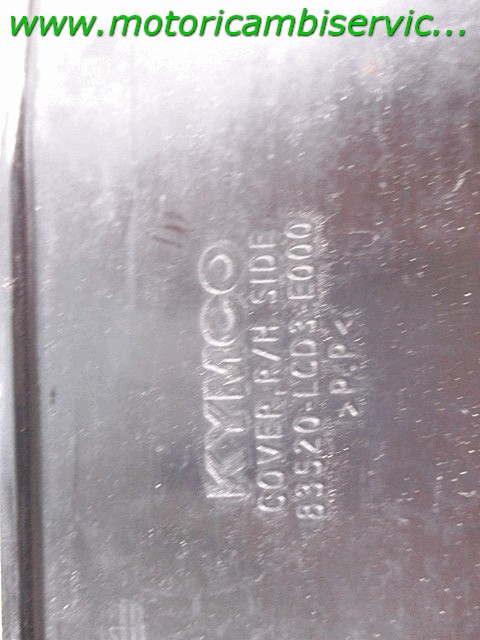 www.motoricambiservic...
KYMCO
COVER,R/H SIDE
83520-LCD3-E000
>P.P<